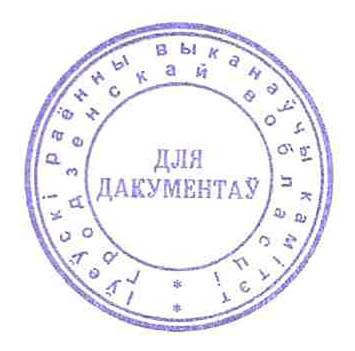 Іўеўскі раённы выканаўчы камітэт *
Гродзенскай вобласці *
ДЛЯ
ДАКУМЕНТАЎ